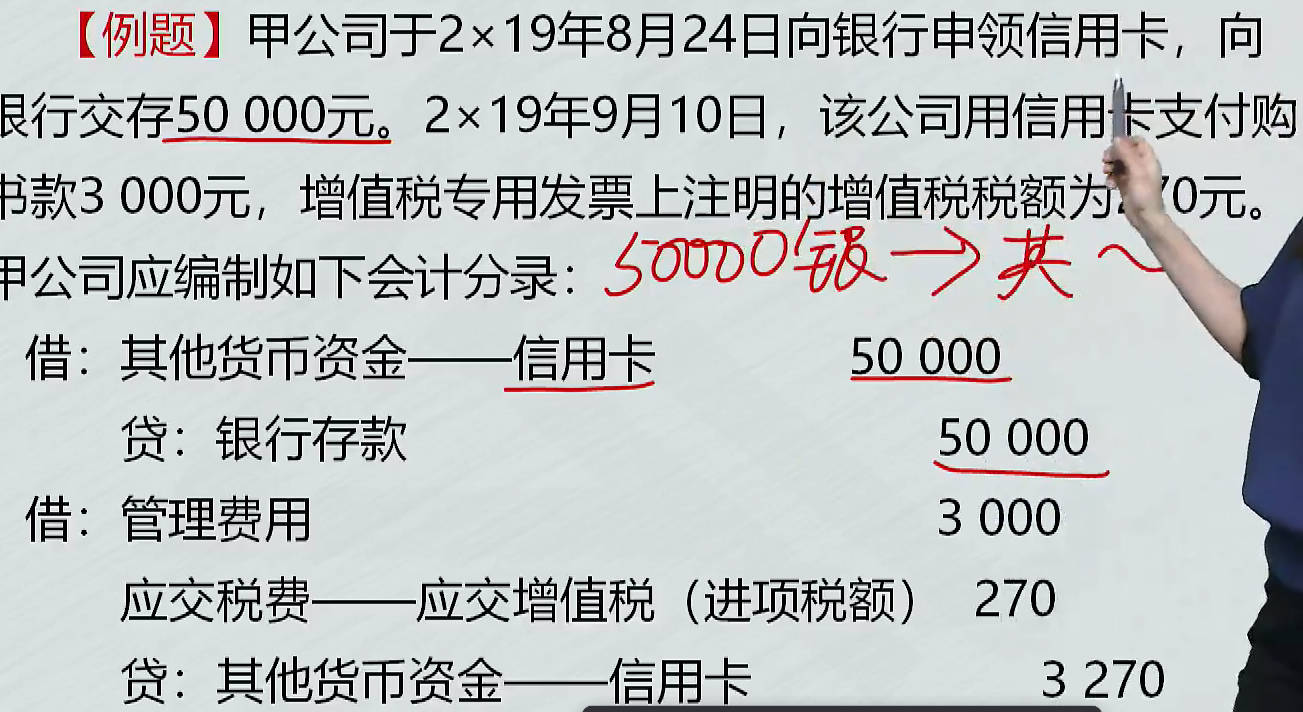 【例题】甲公司于2×19年8月24日向银行申领信用卡，向
银行交存50 000元。2×19年9月10日，该公司用信用卡支付购
书款3 000元，增值税专用发票上注明的增值税税额为270元。
甲公司应编制如下会计分录：
50000 银→其~
借：其他货币资金——信用卡 50 000
贷：银行存款 50 000
借：管理费用 3 000
应交税费——应交增值税（进项税额） 270
贷：其他货币资金——信用卡 3 270